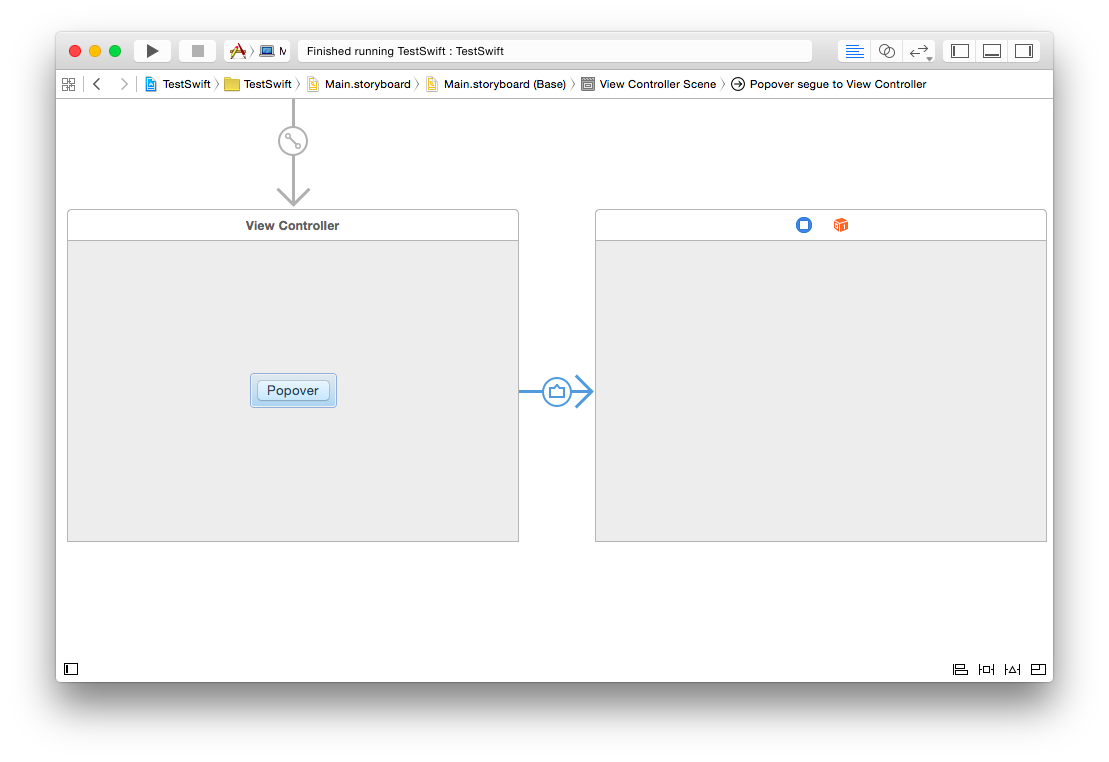 M
Finished running TestSwift : TestSwift
TestSwift
TestSwift
Main.storyboard
Main.storyboard (Base)
View Controller Scene
Popover segue to View Controller
View Controller
Popover